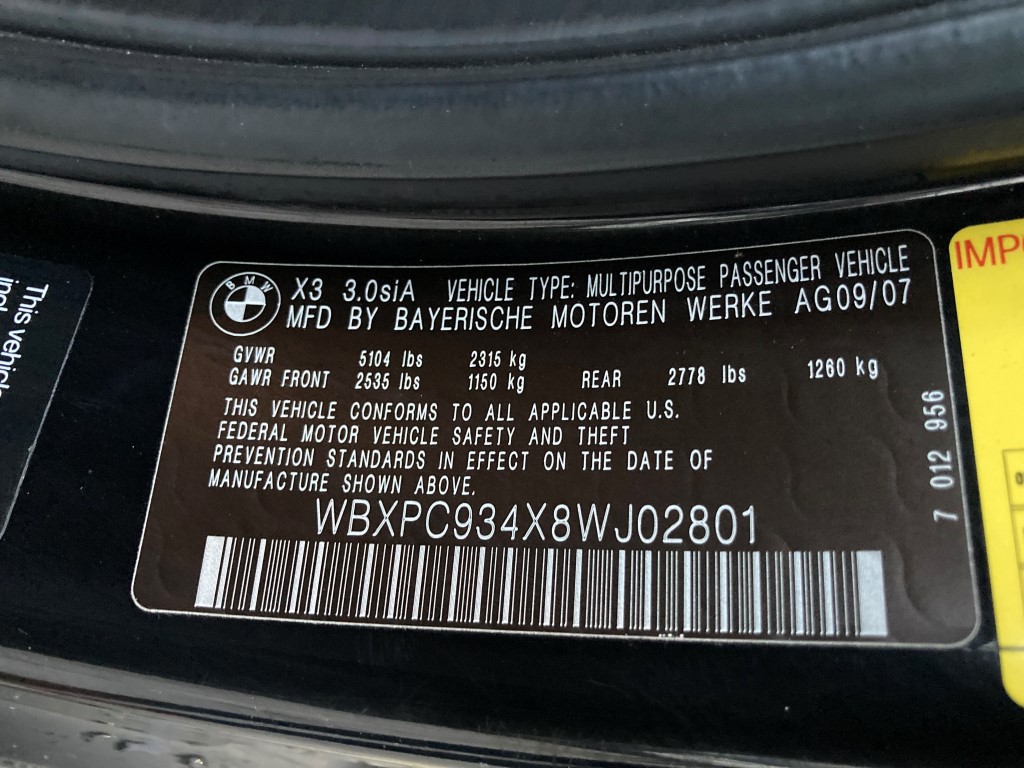 BMW
X3 3.0siA VEHICLE TYPE: MULTIPURPOSE PASSENGER VEHICLE
MFD BY BAYERISCHE MOTOREN WERKE AG09/07
GVWR 5104 lbs 2315 kg
GAWR FRONT 2535 lbs 1150 kg REAR 2778 lbs 1260 kg
THIS VEHICLE CONFORMS TO ALL APPLICABLE U.S.
FEDERAL MOTOR VEHICLE SAFETY AND THEFT
PREVENTION STANDARDS IN EFFECT ON THE DATE OF
MANUFACTURE SHOWN ABOVE.
WBXPC934X8WJ02801
7 012 956
This vehicle